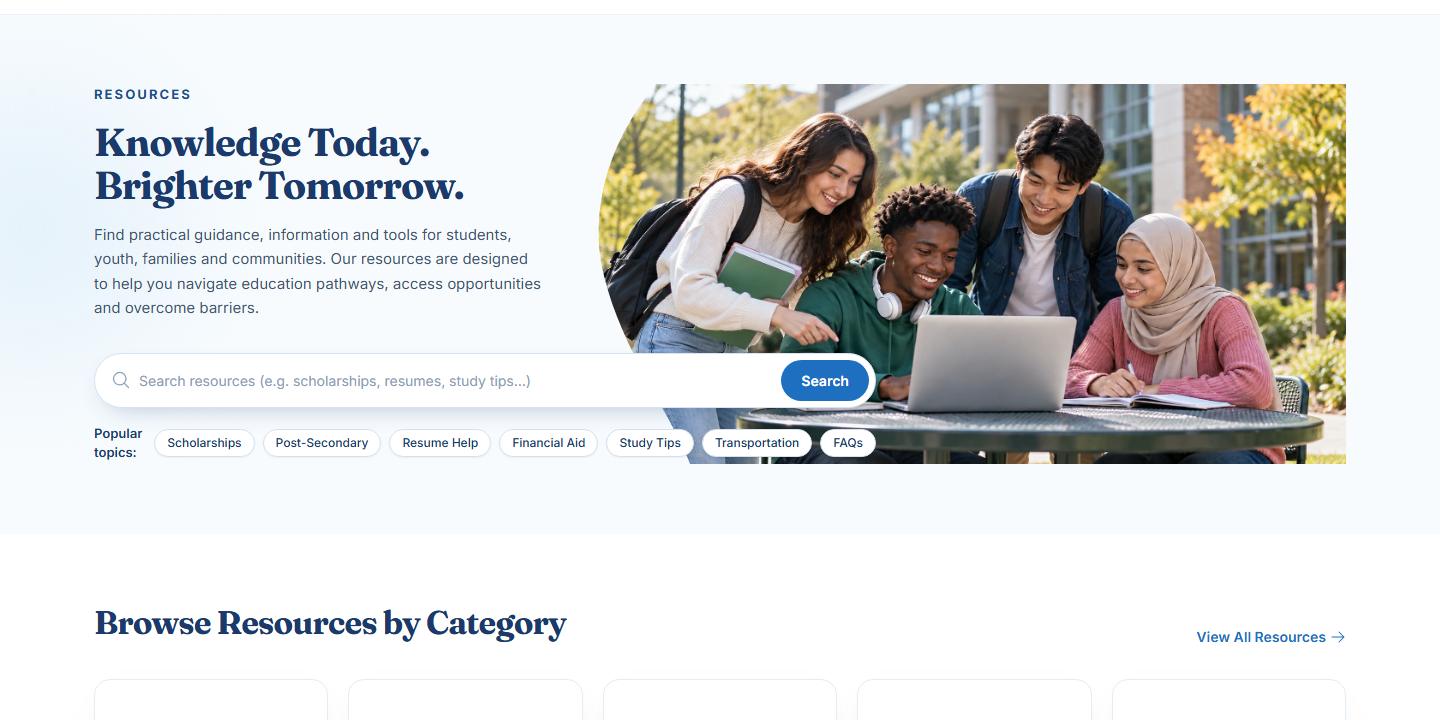 RESOURCES
Knowledge Today.
Brighter Tomorrow.
Find practical guidance, information and tools for students,
youth, families and communities. Our resources are designed
to help you navigate education pathways, access opportunities
and overcome barriers.
Search resources (e.g. scholarships, resumes, study tips...)
Search
Popular
topics:
Scholarships
Post-Secondary
Resume Help
Financial Aid
Study Tips
Transportation
FAQs
Browse Resources by Category
View All Resources →